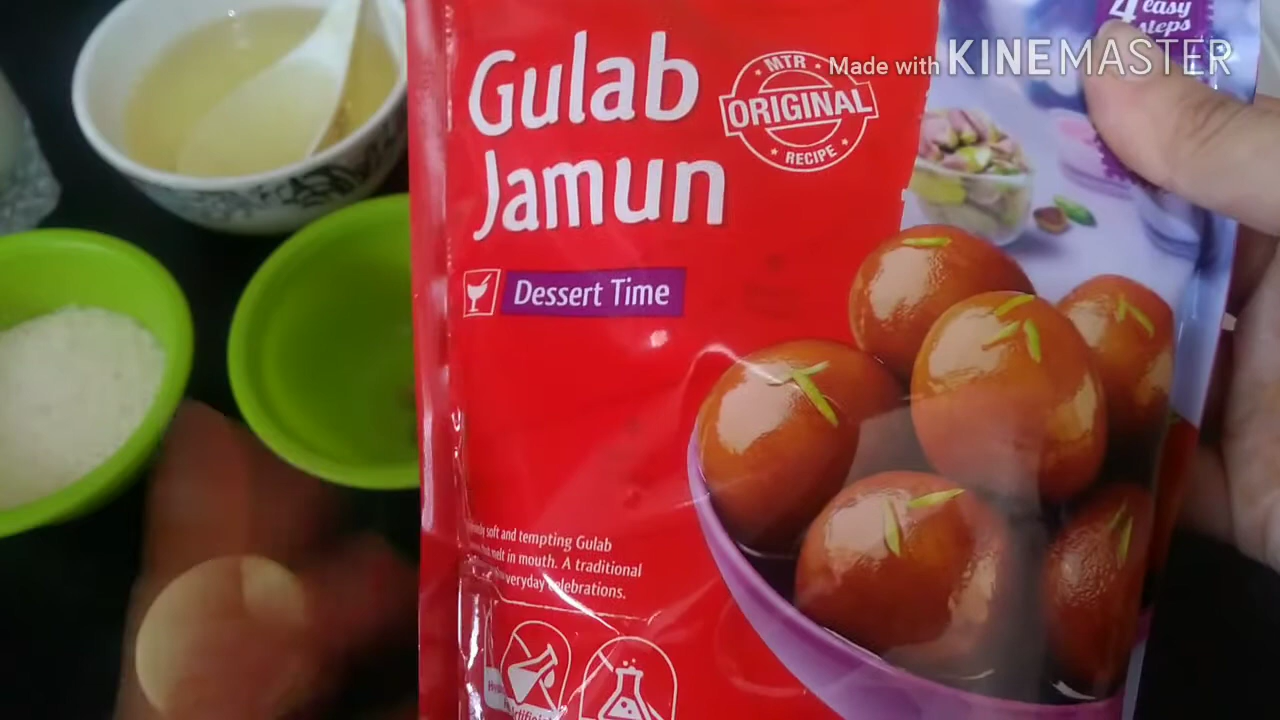 4 easy
steps
Made with KINEMASTER
Gulab
Jamun
MTR
ORIGINAL
RECIPE
Dessert Time
soft and tempting Gulab
melt in mouth. A traditional
celebrations.